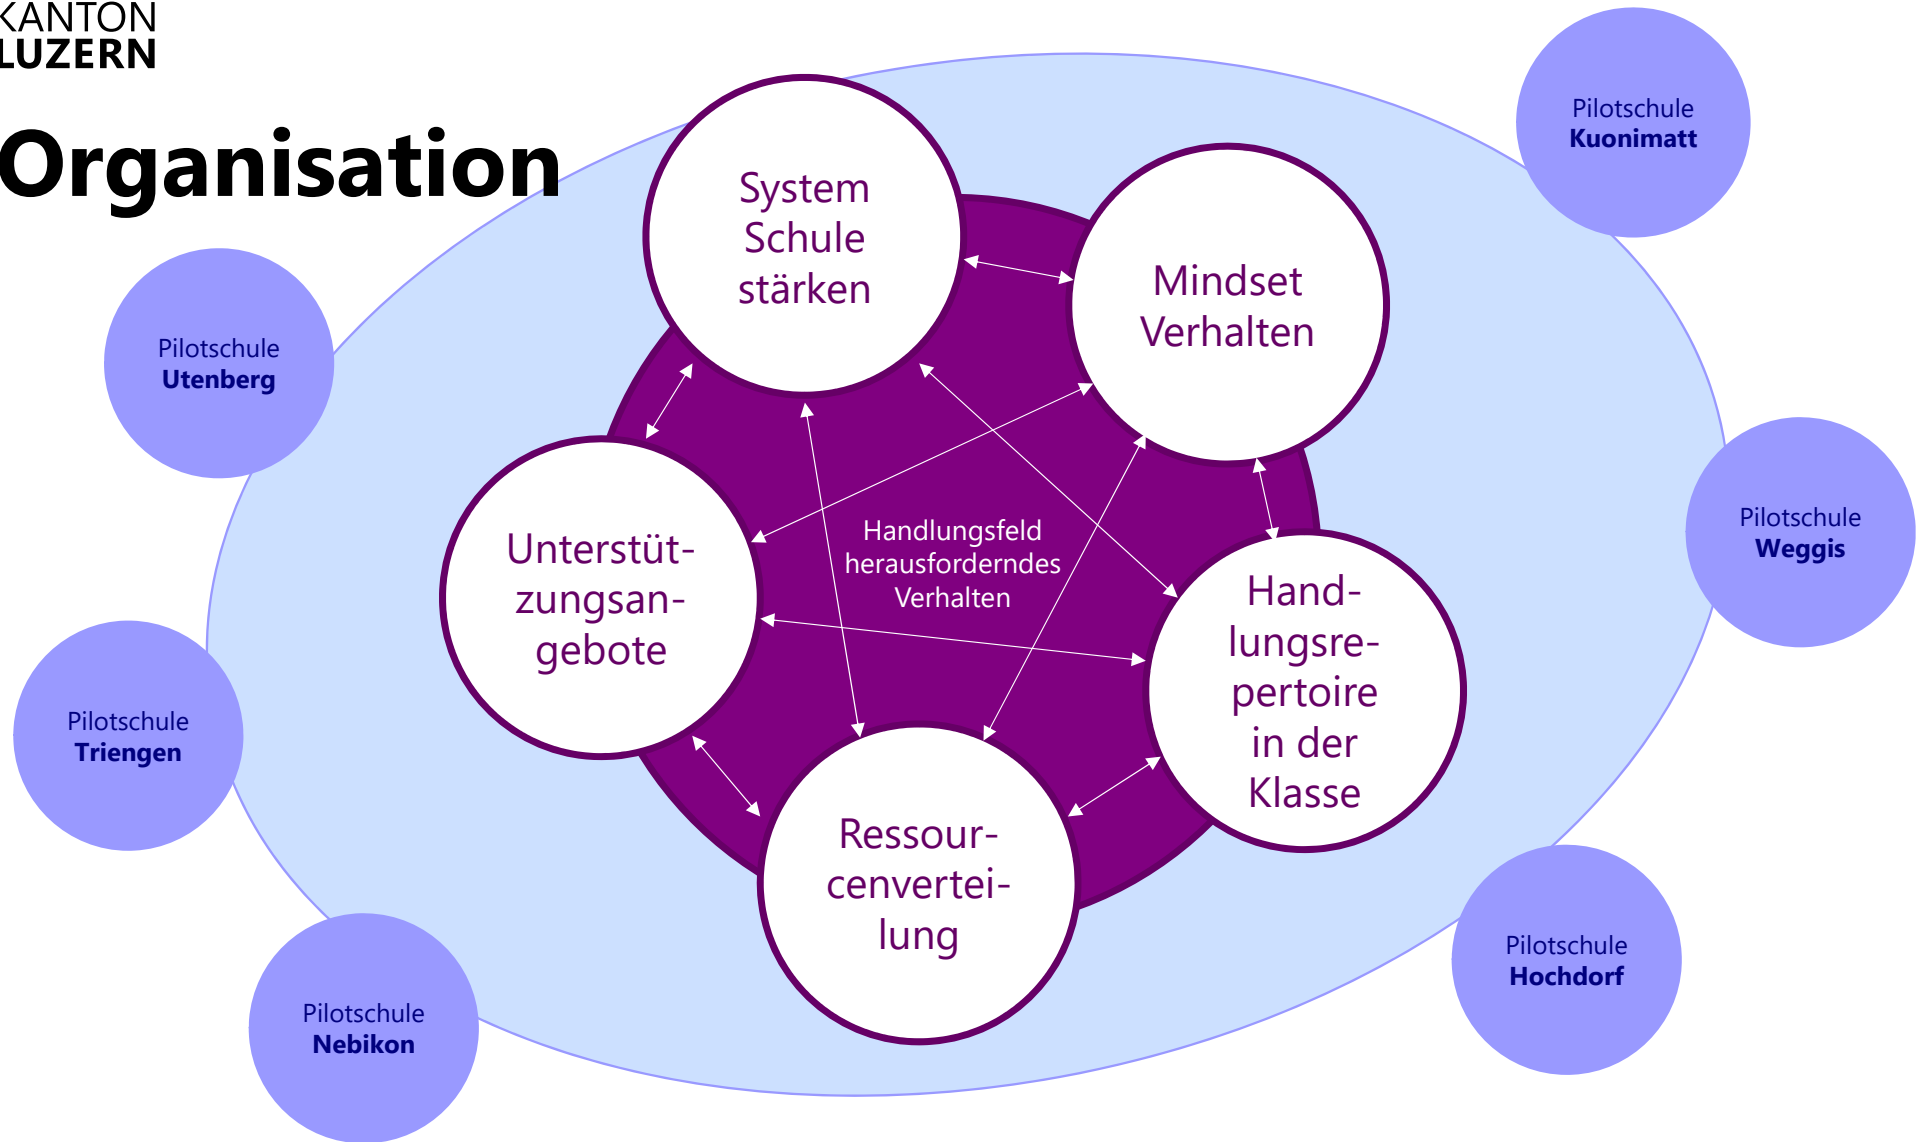 KANTON
LUZERN
Organisation
System
Schule
stärken
Mindset
Verhalten
Unterstüt-
zungsan-
gebote
Handlungsfeld
herausforderndes
Verhalten
Hand-
lungsre-
pertoire
in der
Klasse
Ressour-
cenvertei-
lung
Pilotschule
Kuonimatt
Pilotschule
Utenberg
Pilotschule
Weggis
Pilotschule
Triengen
Pilotschule
Hochdorf
Pilotschule
Nebikon